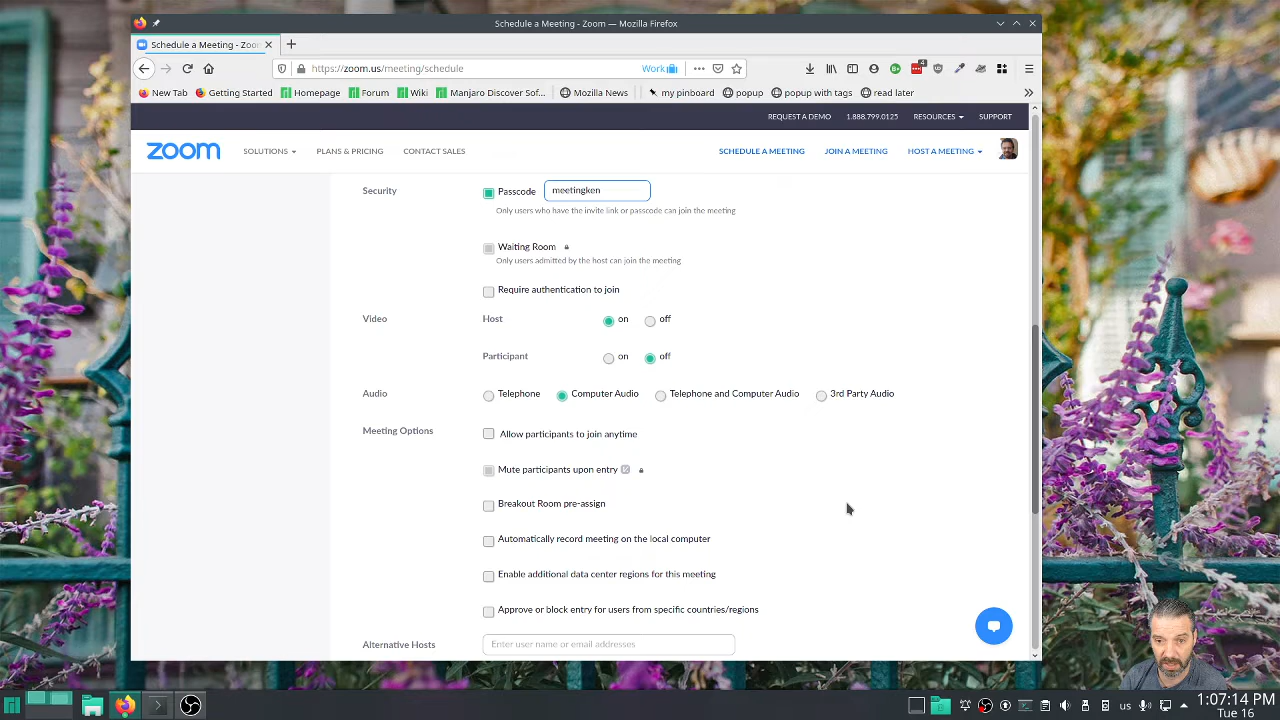 Schedule a Meeting - Zoom — Mozilla Firefox
Schedule a Meeting - Zoo
https://zoom.us/meeting/schedule
Work
4
New Tab
Getting Started
Homepage
Forum
Wiki
Manjaro Discover Sof...
Mozilla News
my pinboard
popup
popup with tags
read later
REQUEST A DEMO
1.888.799.0125
RESOURCES
SUPPORT
zoom
SOLUTIONS
PLANS & PRICING
CONTACT SALES
SCHEDULE A MEETING
JOIN A MEETING
HOST A MEETING
Security
Passcode
meetingken
Only users who have the invite link or passcode can join the meeting
Waiting Room
Only users admitted by the host can join the meeting
Require authentication to join
Video
Host
on
off
Participant
on
off
Audio
Telephone
Computer Audio
Telephone and Computer Audio
3rd Party Audio
Meeting Options
Allow participants to join anytime
Mute participants upon entry
Breakout Room pre-assign
Automatically record meeting on the local computer
Enable additional data center regions for this meeting
Approve or block entry for users from specific countries/regions
Alternative Hosts
Enter user name or email addresses
us
1:07:14 PM
Tue 16